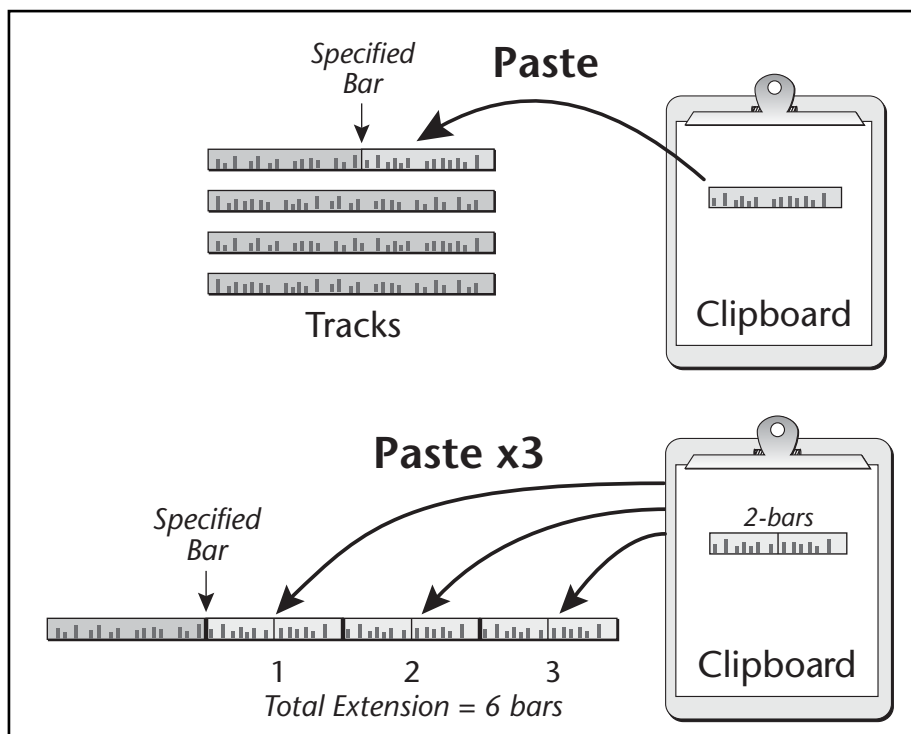 Specified
Bar
Paste
Clipboard
Tracks
Paste x3
Specified
Bar
2-bars
Clipboard
1 2 3
Total Extension = 6 bars